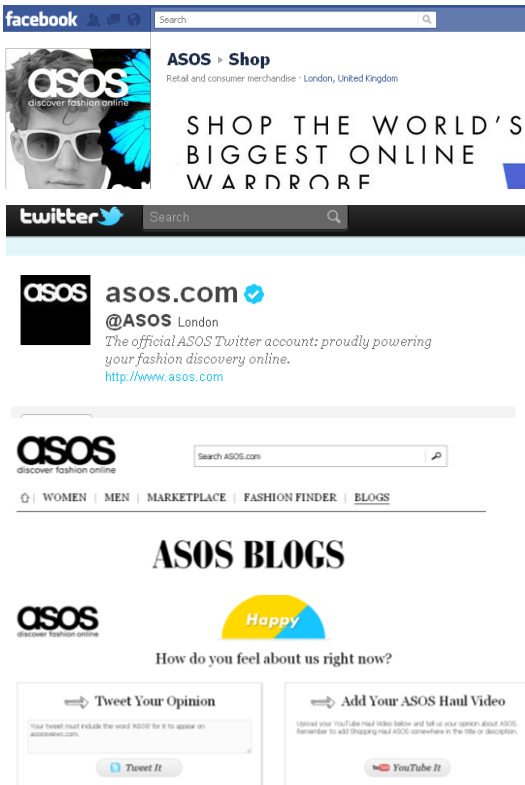 facebook
Search
ASOS ▸ Shop
Retail and consumer merchandise · London, United Kingdom
asos
discover fashion online
SHOP THE WORLD'S
BIGGEST ONLINE
WARDROBE
twitter
Search
asos
asos.com
@ASOS London
The official ASOS Twitter account: proudly powering
your fashion discovery online.
http://www.asos.com
asos
discover fashion online
Search ASOS.com
WOMEN | MEN | MARKETPLACE | FASHION FINDER | BLOGS
ASOS BLOGS
asos
discover fashion online
Happy
How do you feel about us right now?
Tweet Your Opinion
Your tweet must include the word 'ASOS' for it to appear on
asosreviews.com.
Tweet It
Add Your ASOS Haul Video
Upload your YouTube Haul Video below and tell us your opinion about ASOS.
Remember to add Shopping Haul ASOS somewhere in the title or description.
YouTube It